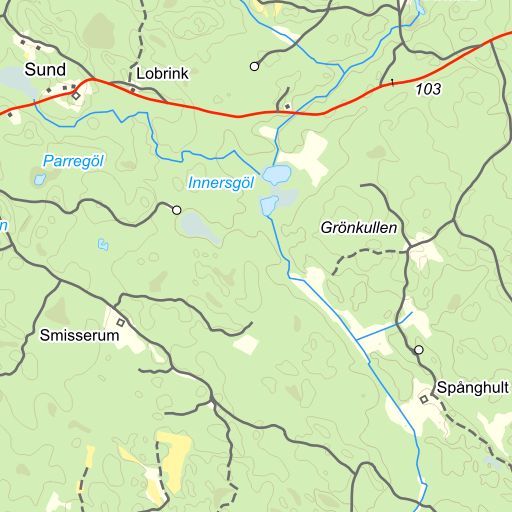 Sund
Lobrink
103
Parregöl
Innersgöl
n
Grönkullen
Smisserum
Spånghult